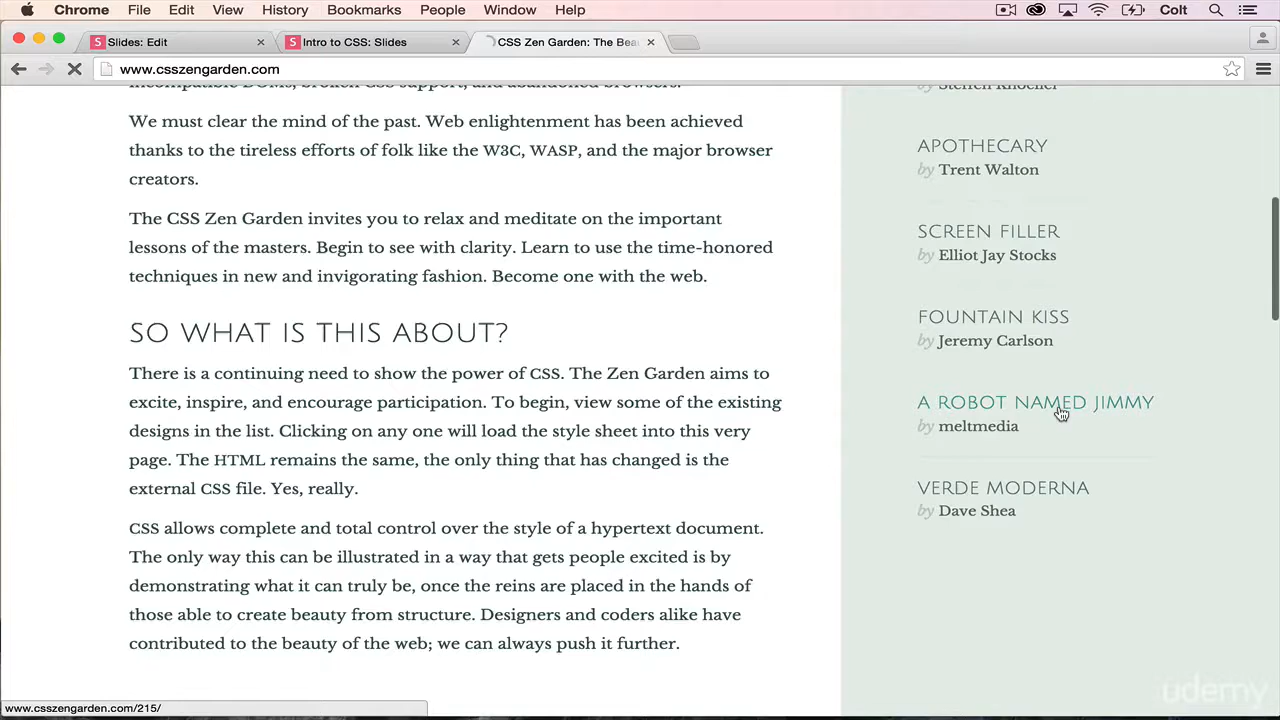 Chrome File Edit View History Bookmarks People Window Help Colt
Slides: Edit
Intro to CSS: Slides
CSS Zen Garden: The Bea
www.csszengarden.com
incompatible DOMs, broken CSS support, and abandoned browsers.
We must clear the mind of the past. Web enlightenment has been achieved
thanks to the tireless efforts of folk like the W3C, WASP, and the major browser
creators.
The CSS Zen Garden invites you to relax and meditate on the important
lessons of the masters. Begin to see with clarity. Learn to use the time-honored
techniques in new and invigorating fashion. Become one with the web.
SO WHAT IS THIS ABOUT?
There is a continuing need to show the power of CSS. The Zen Garden aims to
excite, inspire, and encourage participation. To begin, view some of the existing
designs in the list. Clicking on any one will load the style sheet into this very
page. The HTML remains the same, the only thing that has changed is the
external CSS file. Yes, really.
CSS allows complete and total control over the style of a hypertext document.
The only way this can be illustrated in a way that gets people excited is by
demonstrating what it can truly be, once the reins are placed in the hands of
those able to create beauty from structure. Designers and coders alike have
contributed to the beauty of the web; we can always push it further.
by Steffen Knoeller
APOTHECARY
by Trent Walton
SCREEN FILLER
by Elliot Jay Stocks
FOUNTAIN KISS
by Jeremy Carlson
A ROBOT NAMED JIMMY
by meltmedia
VERDE MODERNA
by Dave Shea
www.csszengarden.com/215/
udemy